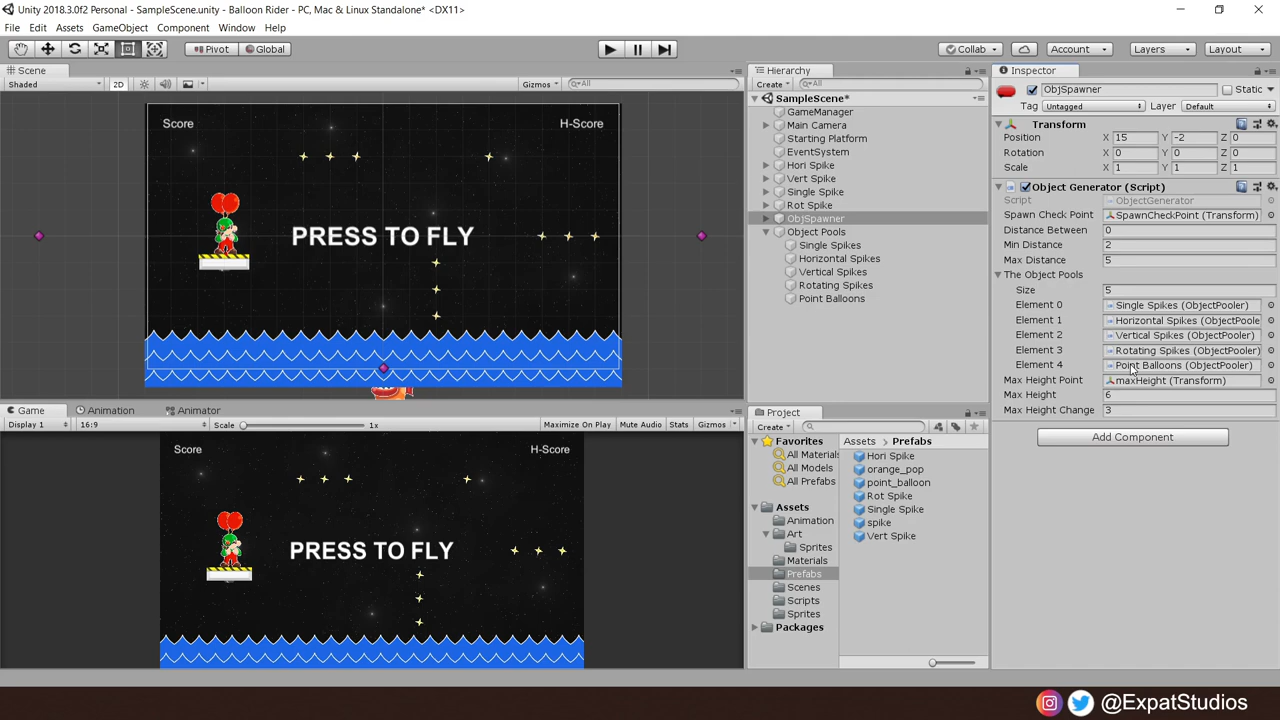 Unity 2018.3.0f2 Personal - SampleScene.unity - Balloon Rider - PC, Mac & Linux Standalone* <DX11>
File Edit Assets GameObject Component Window Help
Pivot Global Collab Account Layers Layout
Scene
Shaded 2D Gizmos All
Score H-Score
PRESS TO FLY
Game Animation Animator
Display 1 16:9 Scale 1x Maximize On Play Mute Audio Stats Gizmos
Score H-Score
PRESS TO FLY
Hierarchy
Create All
SampleScene*
GameManager
Main Camera
Starting Platform
EventSystem
Hori Spike
Vert Spike
Single Spike
Rot Spike
ObjSpawner
Object Pools
Single Spikes
Horizontal Spikes
Vertical Spikes
Rotating Spikes
Point Balloons
Project
Create
Favorites
All Materials
All Models
All Prefabs
Assets
Animation
Art
Sprites
Materials
Prefabs
Scenes
Scripts
Sprites
Packages
Assets Prefabs
Hori Spike
orange_pop
point_balloon
Rot Spike
Single Spike
spike
Vert Spike
Inspector
ObjSpawner Static
Tag Untagged Layer Default
Transform
Position X 15 Y -2 Z 0
Rotation X 0 Y 0 Z 0
Scale X 1 Y 1 Z 1
Object Generator (Script)
Script ObjectGenerator
Spawn Check Point SpawnCheckPoint (Transform)
Distance Between 0
Min Distance 2
Max Distance 5
The Object Pools
Size 5
Element 0 Single Spikes (ObjectPooler)
Element 1 Horizontal Spikes (ObjectPoole
Element 2 Vertical Spikes (ObjectPooler)
Element 3 Rotating Spikes (ObjectPooler)
Element 4 Point Balloons (ObjectPooler)
Max Height Point maxHeight (Transform)
Max Height 6
Max Height Change 3
Add Component
@ExpatStudios